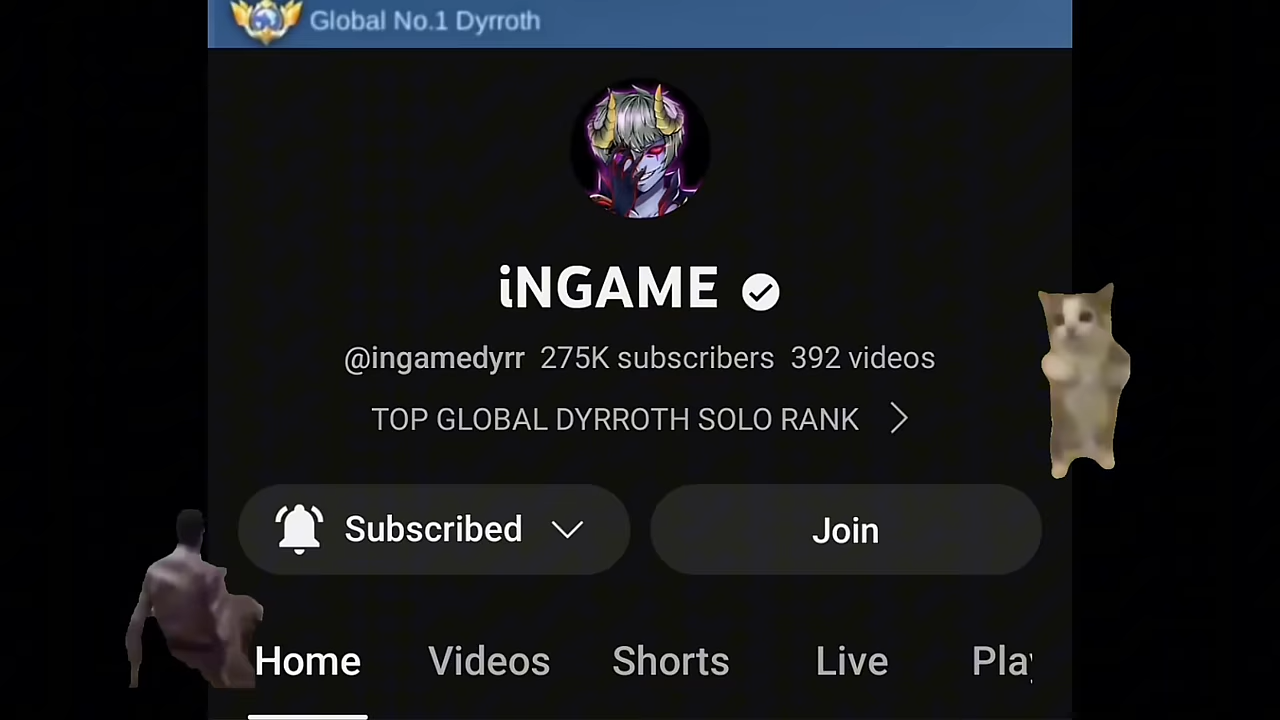 Global No.1 Dyrroth
iNGAME
@ingamedyrr 275K subscribers 392 videos
TOP GLOBAL DYRROTH SOLO RANK
Subscribed
Join
Home Videos Shorts Live Play